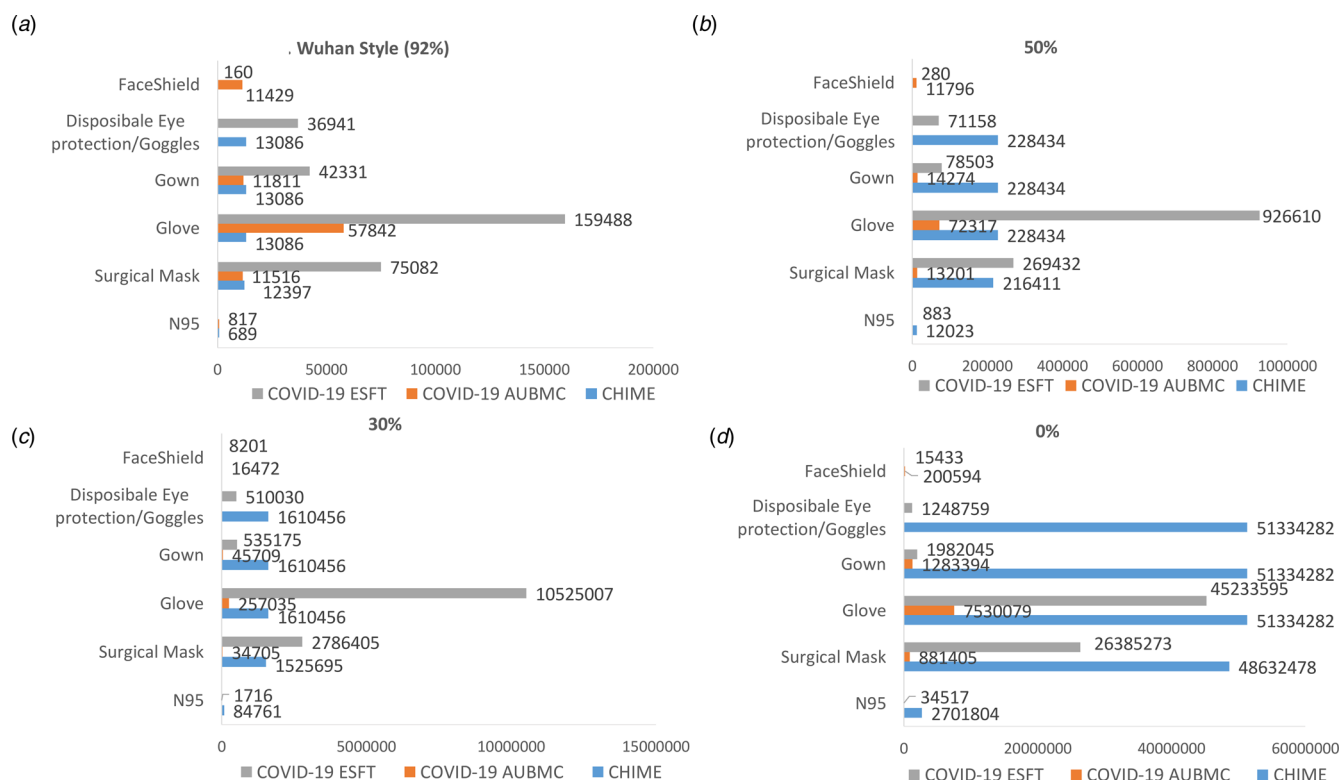 (a)
. Wuhan Style (92%)
FaceShield
160
11429
Disposibale Eye
protection/Goggles
36941
13086
Gown
42331
11811
13086
Glove
159488
57842
13086
Surgical Mask
75082
11516
12397
N95
817
689
0 50000 100000 150000 200000
COVID-19 ESFT COVID-19 AUBMC CHIME
(b)
50%
FaceShield
280
11796
Disposibale Eye
protection/Goggles
71158
228434
Gown
78503
14274
228434
Glove
926610
72317
228434
Surgical Mask
269432
13201
216411
N95
883
12023
0 200000 400000 600000 800000 1000000
COVID-19 ESFT COVID-19 AUBMC CHIME
(c)
30%
FaceShield
8201
16472
Disposibale Eye
protection/Goggles
510030
1610456
Gown
535175
45709
1610456
Glove
10525007
257035
1610456
Surgical Mask
2786405
34705
1525695
N95
1716
84761
0 5000000 10000000 15000000
COVID-19 ESFT COVID-19 AUBMC CHIME
(d)
0%
FaceShield
15433
200594
Disposibale Eye
protection/Goggles
1248759
51334282
Gown
1982045
1283394
51334282
Glove
45233595
7530079
51334282
Surgical Mask
26385273
881405
48632478
N95
34517
2701804
0 20000000 40000000 60000000
COVID-19 ESFT COVID-19 AUBMC CHIME